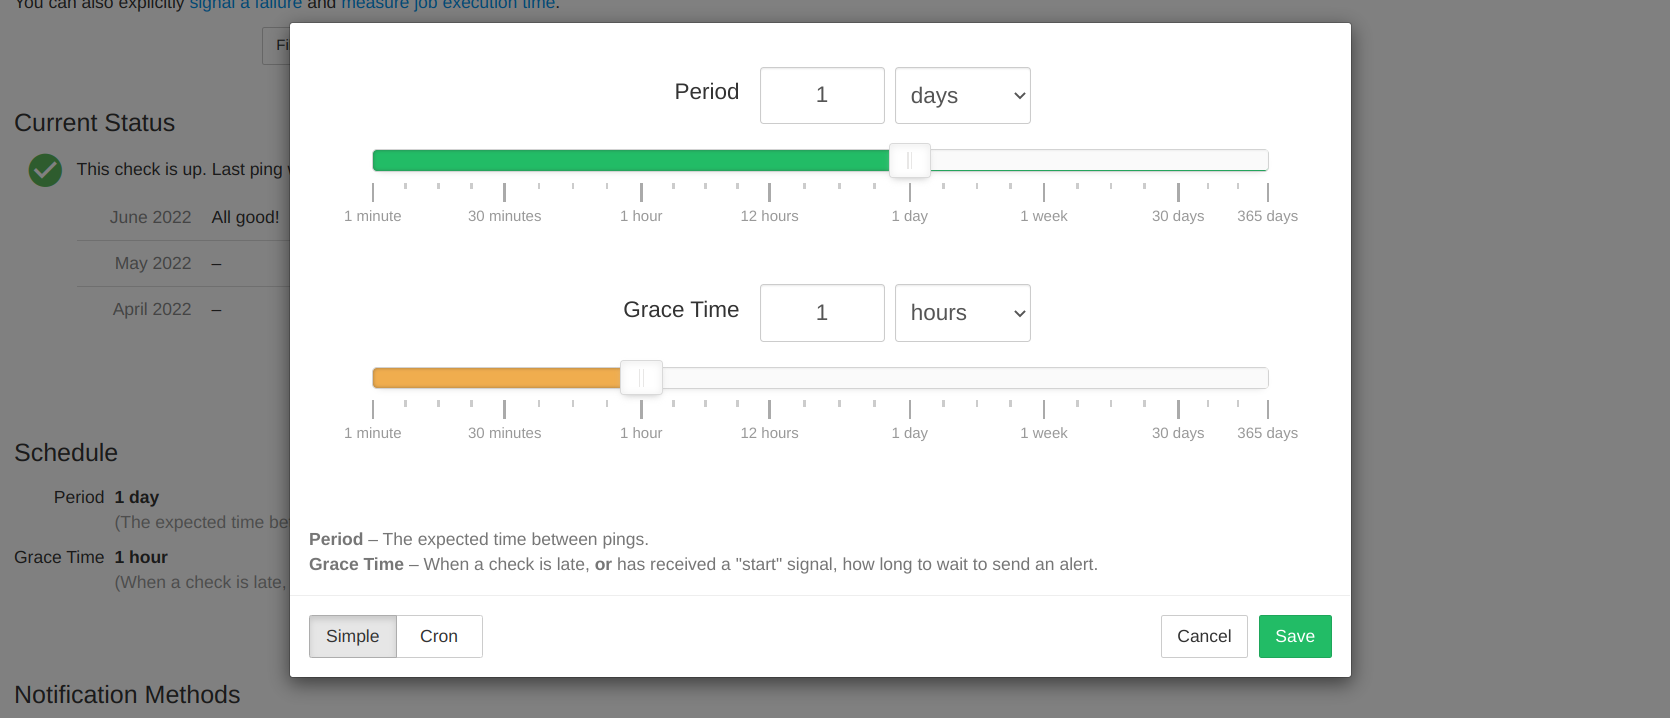 You can also explicitly signal a failure and measure job execution time.
Fi
Current Status
This check is up. Last ping
June 2022 All good!
May 2022 –
April 2022 –
Schedule
Period 1 day
(The expected time be
Grace Time 1 hour
(When a check is late,
Notification Methods
Period 1 days
1 minute 30 minutes 1 hour 12 hours 1 day 1 week 30 days 365 days
Grace Time 1 hours
1 minute 30 minutes 1 hour 12 hours 1 day 1 week 30 days 365 days
Period – The expected time between pings.
Grace Time – When a check is late, or has received a "start" signal, how long to wait to send an alert.
Simple Cron Cancel Save